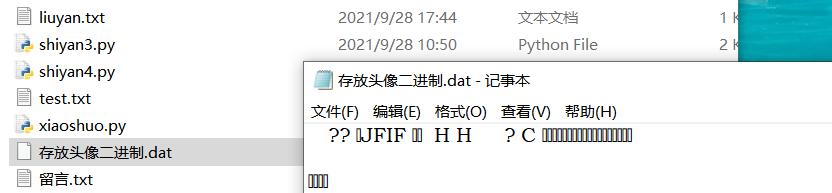 liuyan.txt 2021/9/28 17:44 文本文档 1 K
shiyan3.py 2021/9/28 10:50 Python File 2 K
shiyan4.py
test.txt
xiaoshuo.py
存放头像二进制.dat
留言.txt
存放头像二进制.dat - 记事本
文件(F) 编辑(E) 格式(O) 查看(V) 帮助(H)
?? JFIF H H ? C